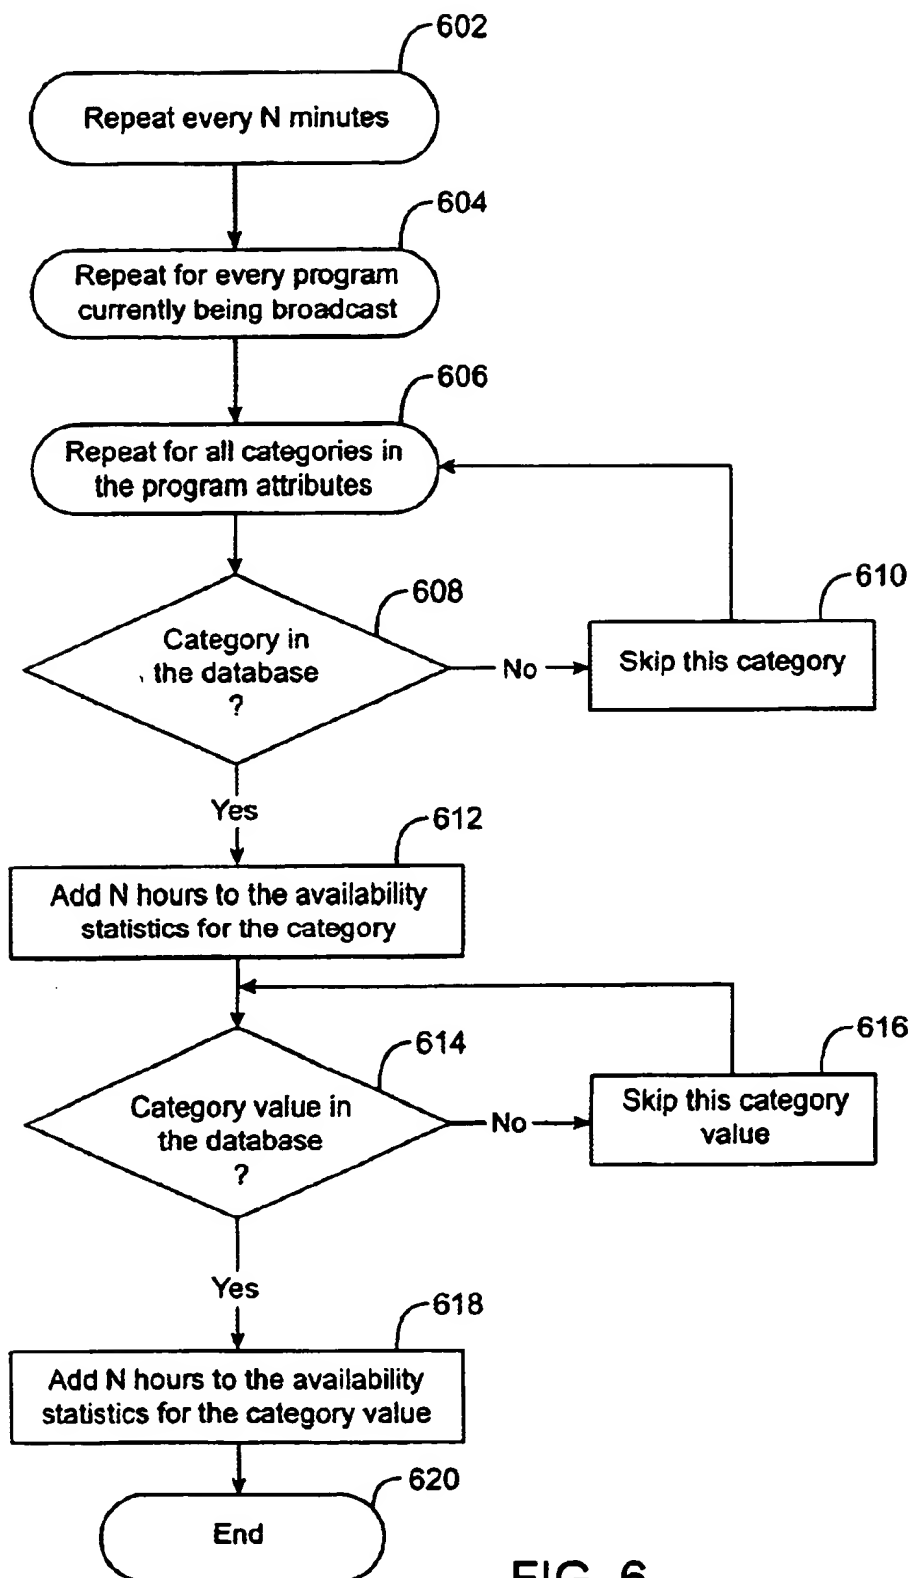 602
Repeat every N minutes
604
Repeat for every program
currently being broadcast
606
Repeat for all categories in
the program attributes
608
Category in
the database
?
No
610
Skip this category
Yes
612
Add N hours to the availability
statistics for the category
614
Category value in
the database
?
No
616
Skip this category
value
Yes
618
Add N hours to the availability
statistics for the category value
620
End
FIG. 6